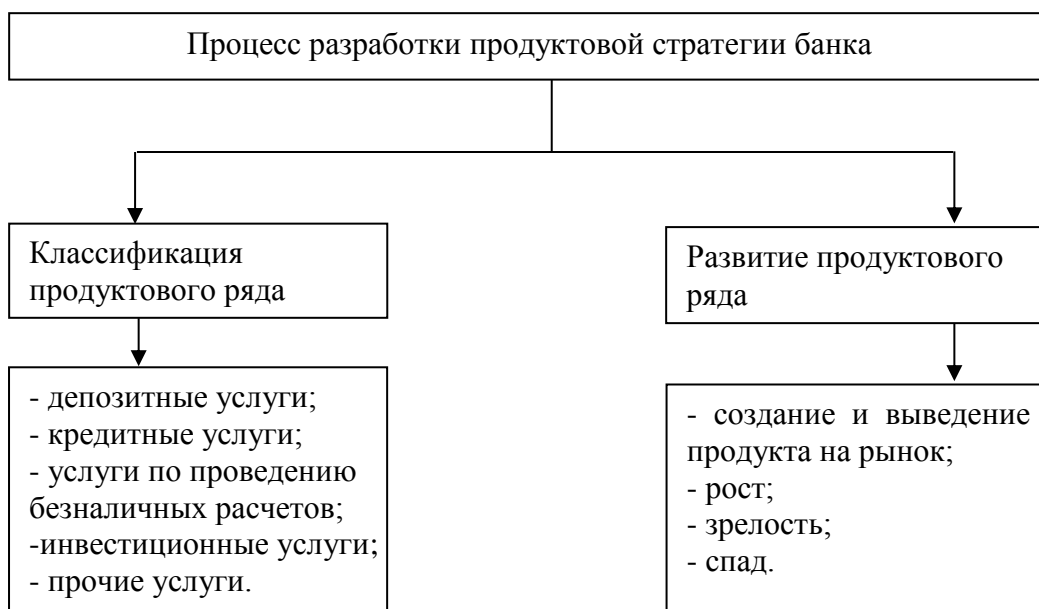 Процесс разработки продуктовой стратегии банка
Классификация
продуктового ряда
- депозитные услуги;
- кредитные услуги;
- услуги по проведению
безналичных расчетов;
-инвестиционные услуги;
- прочие услуги.
Развитие продуктового
ряда
- создание и выведение
продукта на рынок;
- рост;
- зрелость;
- спад.